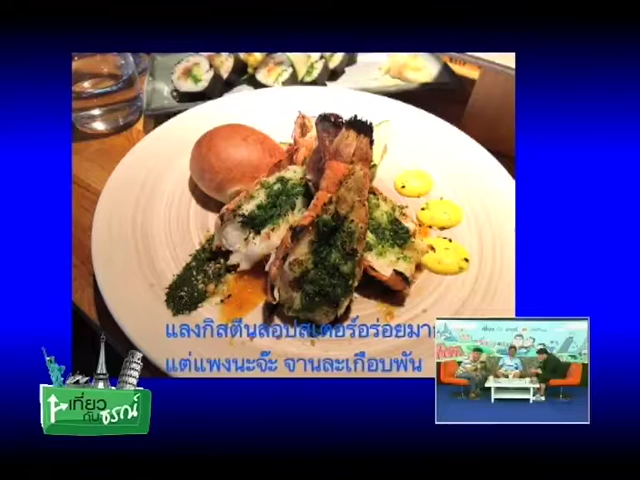 แลงกิสตีนลอบสเตอร์อร่อยมา
แต่แพงนะจ๊ะ จานละเกือบพัน
เที่ยว
กับ
ธรณ์